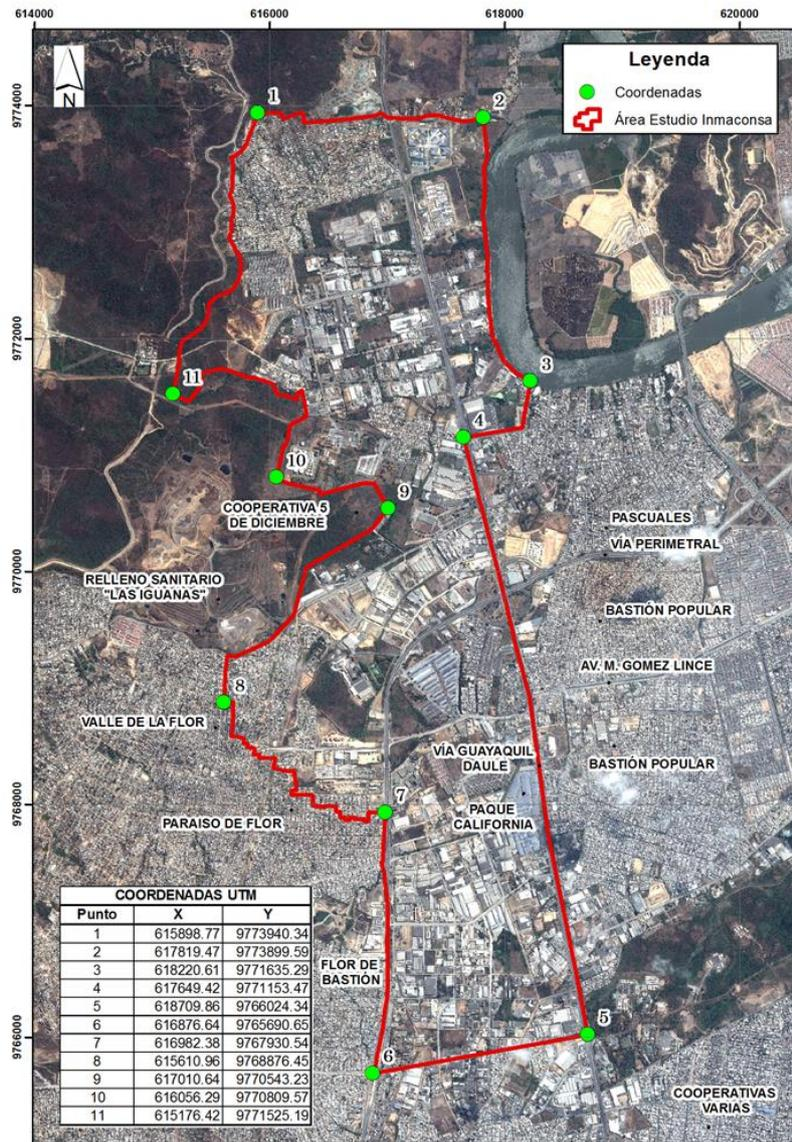 614000 616000 618000 620000
Leyenda
Coordenadas
Área Estudio Inmaconsa
N
9774000
9772000
9770000
9768000
9766000
1
2
3
4
11
10
9
COOPERATIVA 5
DE DICIEMBRE
PASCUALES
VÍA PERIMETRAL
RELLENO SANITARIO
"LAS IGUANAS"
BASTIÓN POPULAR
AV. M. GOMEZ LINCE
8
VALLE DE LA FLOR
VÍA GUAYAQUIL
DAULE
BASTIÓN POPULAR
7
PARAISO DE FLOR
PAQUE
CALIFORNIA
FLOR DE
BASTIÓN
5
6
COOPERATIVAS
VARIAS
COORDENADAS UTM
Punto X Y
1 615898.77 9773940.34
2 617819.47 9773899.59
3 618220.61 9771635.29
4 617649.42 9771153.47
5 618709.86 9766024.34
6 616876.64 9765690.65
7 616982.38 9767930.54
8 615610.96 9768876.45
9 617010.64 9770543.23
10 616056.29 9770809.57
11 615176.42 9771525.19